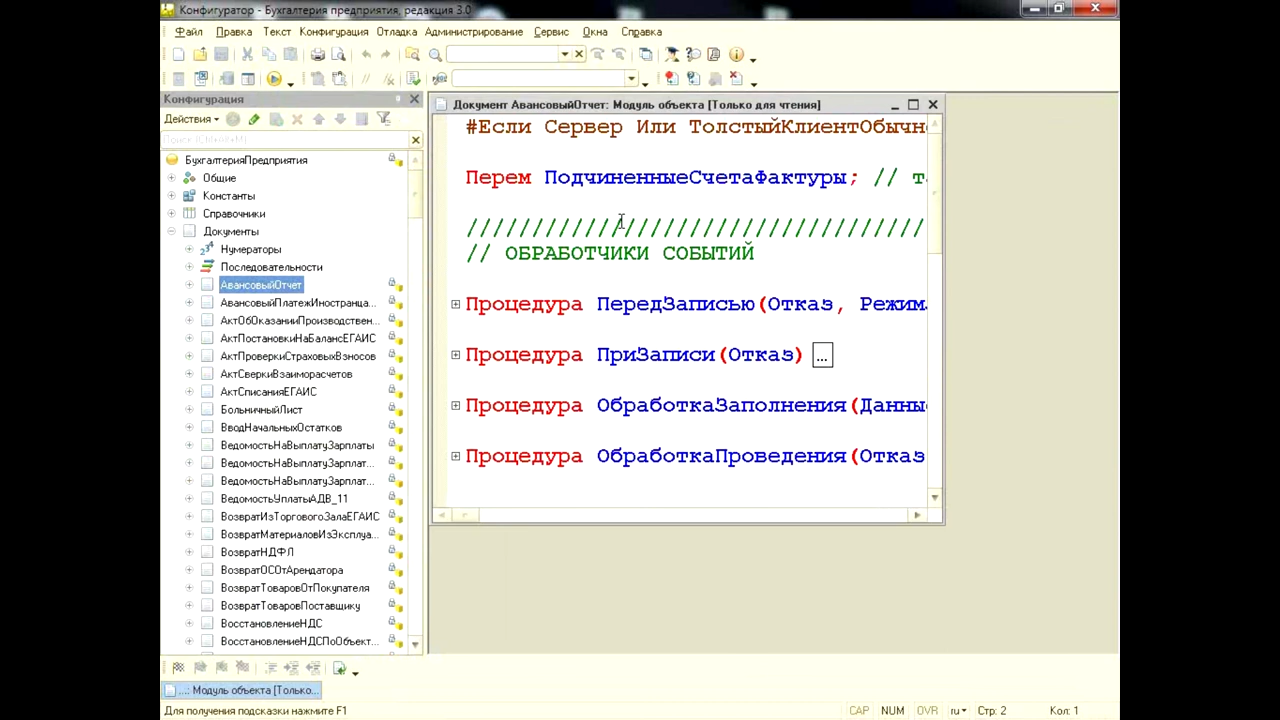 Конфигуратор - Бухгалтерия предприятия, редакция 3.0
Файл Правка Текст Конфигурация Отладка Администрирование Сервис Окна Справка
Конфигурация
Действия
Поиск (Ctrl+Alt+M)
БухгалтерияПредприятия
Общие
Константы
Справочники
Документы
Нумераторы
Последовательности
АвансовыйОтчет
АвансовыйПлатежИностранца...
АктОбОказанииПроизводствен...
АктПостановкиНаБалансЕГАИС
АктПроверкиСтраховыхВзносов
АктСверкиВзаиморасчетов
АктСписанияЕГАИС
БольничныйЛист
ВводНачальныхОстатков
ВедомостьНаВыплатуЗарплаты
ВедомостьНаВыплатуЗарплат...
ВедомостьНаВыплатуЗарплат...
ВедомостьУплатыАДВ_11
ВозвратИзТорговогоЗалаЕГАИС
ВозвратМатериаловИзЭксплуа...
ВозвратНДФЛ
ВозвратОСОтАрендатора
ВозвратТоваровОтПокупателя
ВозвратТоваровПоставщику
ВосстановлениеНДС
ВосстановлениеНДСПоОбъект...
Документ АвансовыйОтчет: Модуль объекта [Только для чтения]
#Если Сервер Или ТолстыйКлиентОбычн
Перем ПодчиненныеСчетаФактуры; // т
///////////////////////////////////
// ОБРАБОТЧИКИ СОБЫТИЙ
Процедура ПередЗаписью(Отказ, Режим
Процедура ПриЗаписи(Отказ) ...
Процедура ОбработкаЗаполнения(Данны
Процедура ОбработкаПроведения(Отказ
...: Модуль объекта [Только...
Для получения подсказки нажмите F1
CAP NUM OVR ru Стр: 2 Кол: 1